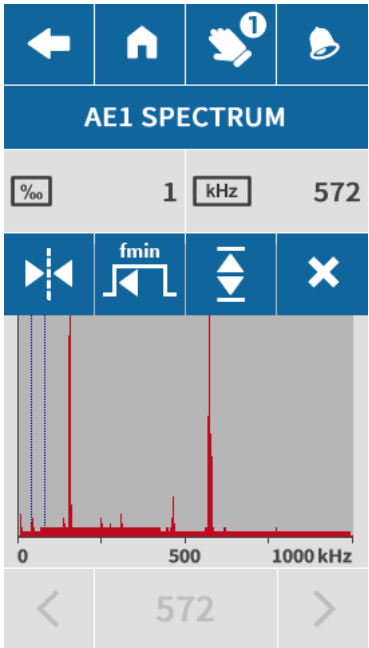 1
AE1 SPECTRUM
‰ 1 kHz 572
fmin
0 500 1000 kHz
572